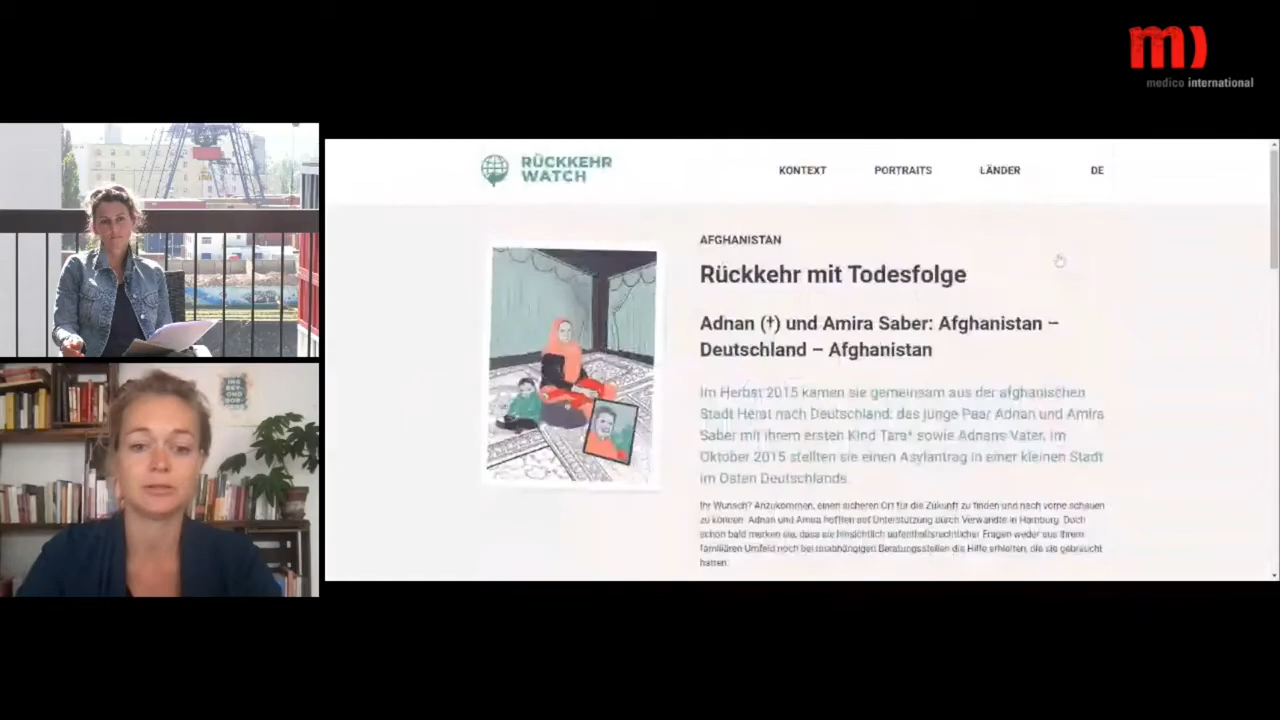 m)
medico international
RÜCKKEHR
WATCH
KONTEXT
PORTRAITS
LÄNDER
DE
AFGHANISTAN
Rückkehr mit Todesfolge
Adnan (†) und Amira Saber: Afghanistan –
Deutschland – Afghanistan
Im Herbst 2015 kamen sie gemeinsam aus der afghanischen
Stadt Herat nach Deutschland: das junge Paar Adnan und Amira
Saber mit ihrem ersten Kind Tara* sowie Adnans Vater. Im
Oktober 2015 stellten sie einen Asylantrag in einer kleinen Stadt
im Osten Deutschlands.
Ihr Wunsch? Anzukommen, einen sicheren Ort für die Zukunft zu finden und nach vorne schauen
zu können. Adnan und Amira hofften auf Unterstützung durch Verwandte in Hamburg. Doch
schon bald merken sie, dass sie hinsichtlich aufenthaltsrechtlicher Fragen weder aus ihrem
familiären Umfeld noch bei unabhängigen Beratungsstellen die Hilfe erhielten, die sie gebraucht
hätten.